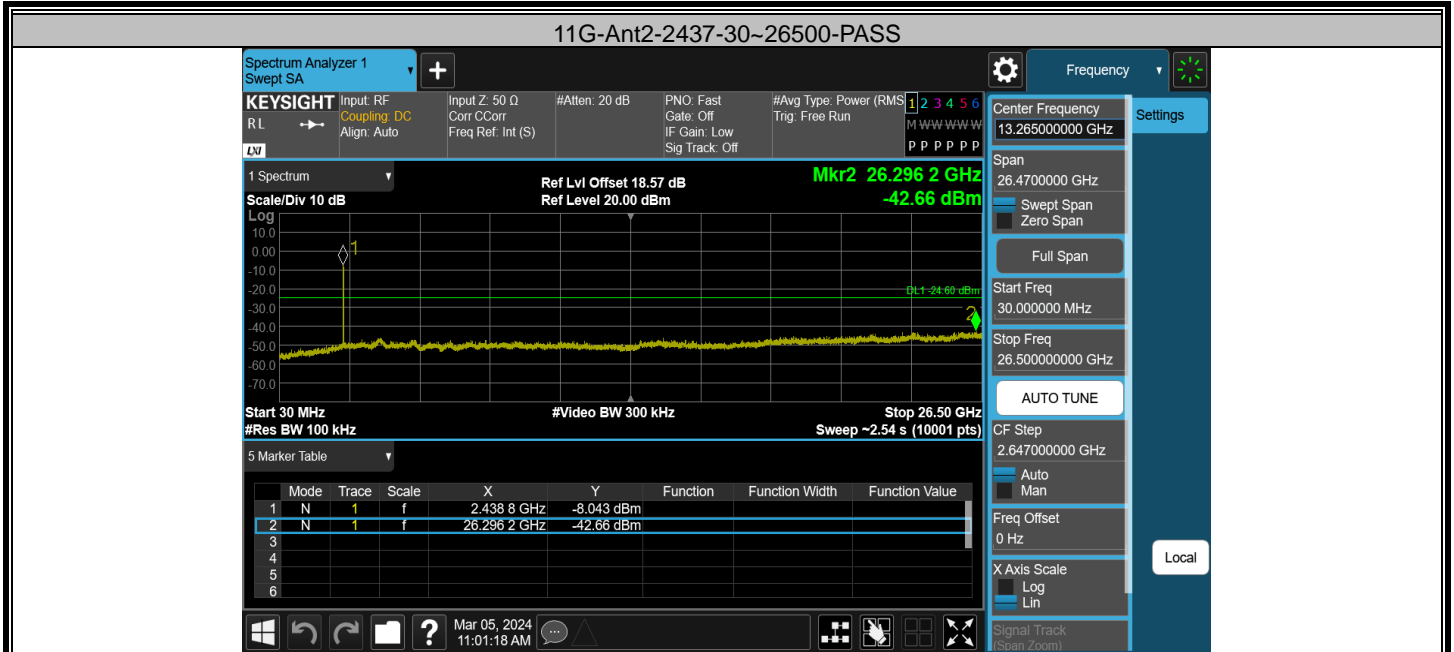 11G-Ant2-2437-30~26500-PASS
Spectrum Analyzer 1
Swept SA
Frequency
KEYSIGHT
RL
LXI
Input: RF
Coupling: DC
Align: Auto
Input Z: 50 Ω
Corr CCorr
Freq Ref: Int (S)
#Atten: 20 dB
PNO: Fast
Gate: Off
IF Gain: Low
Sig Track: Off
#Avg Type: Power (RMS
Trig: Free Run
1 2 3 4 5 6
M W W W W W
P P P P P P
1 Spectrum
Scale/Div 10 dB
Log
Ref Lvl Offset 18.57 dB
Ref Level 20.00 dBm
Mkr2 26.296 2 GHz
-42.66 dBm
10.0
0.00
-10.0
-20.0
-30.0
-40.0
-50.0
-60.0
-70.0
1
DL1 -24.60 dBm
2
Start 30 MHz
#Video BW 300 kHz
Stop 26.50 GHz
#Res BW 100 kHz
Sweep ~2.54 s (10001 pts)
5 Marker Table
Mode Trace Scale X Y Function Function Width Function Value
1 N 1 f 2.438 8 GHz -8.043 dBm
2 N 1 f 26.296 2 GHz -42.66 dBm
3
4
5
6
?
Mar 05, 2024
11:01:18 AM
Center Frequency
13.265000000 GHz
Settings
Span
26.4700000 GHz
Swept Span
Zero Span
Full Span
Start Freq
30.000000 MHz
Stop Freq
26.500000000 GHz
AUTO TUNE
CF Step
2.647000000 GHz
Auto
Man
Freq Offset
0 Hz
Local
X Axis Scale
Log
Lin
Signal Track
(Span Zoom)